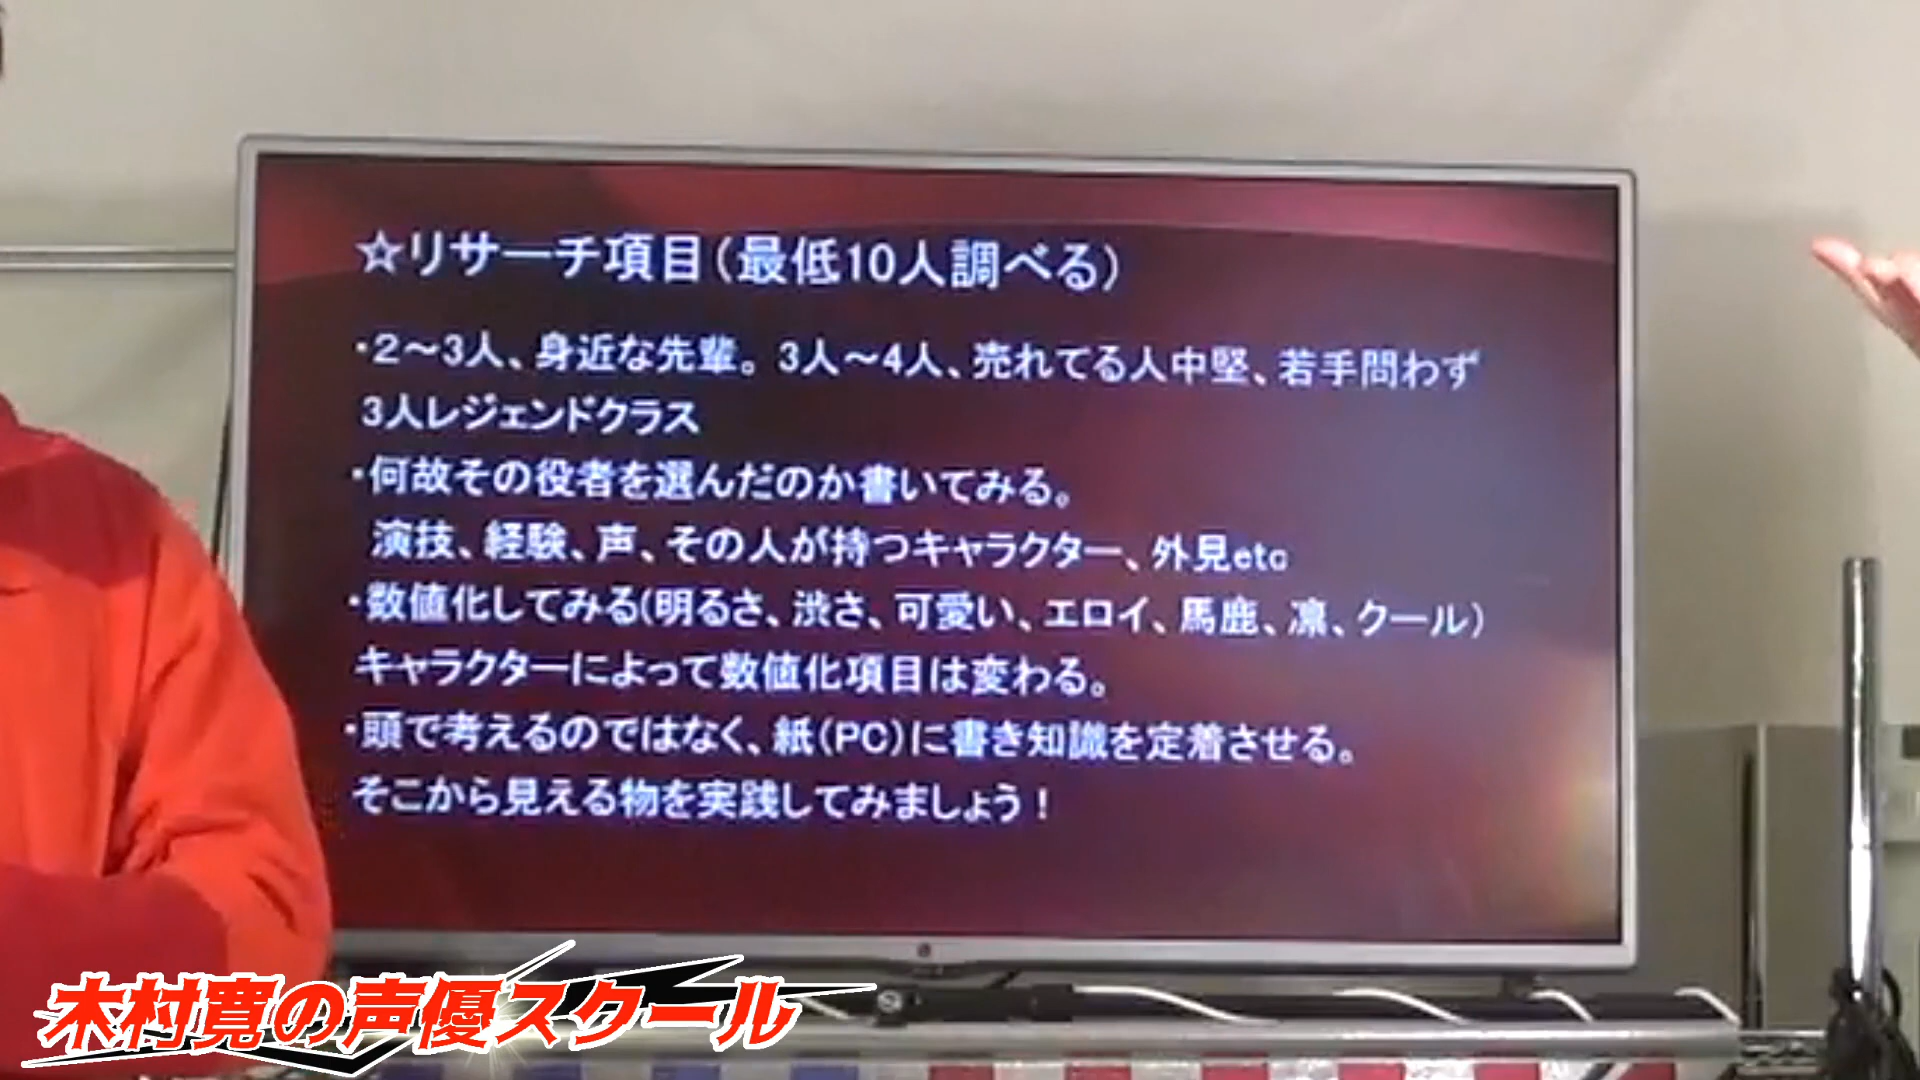 ☆リサーチ項目(最低10人調べる)
・2〜3人、身近な先輩。3人〜4人、売れてる人中堅、若手問わず
3人レジェンドクラス
・何故その役者を選んだのか書いてみる。
演技、経験、声、その人が持つキャラクター、外見etc
・数値化してみる(明るさ、渋さ、可愛い、エロイ、馬鹿、凛、クール)
キャラクターによって数値化項目は変わる。
・頭で考えるのではなく、紙(PC)に書き知識を定着させる。
そこから見える物を実践してみましょう!
木村寛の声優スクール